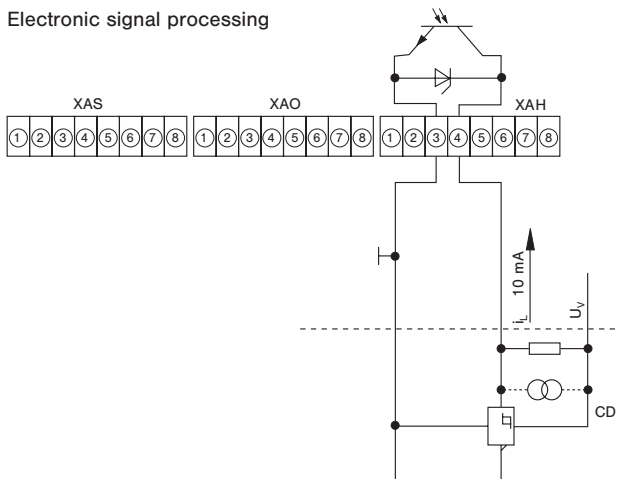 Electronic signal processing
XAS XAO XAH
1 2 3 4 5 6 7 8 1 2 3 4 5 6 7 8 1 2 3 4 5 6 7 8
iL 10 mA
UV
CD